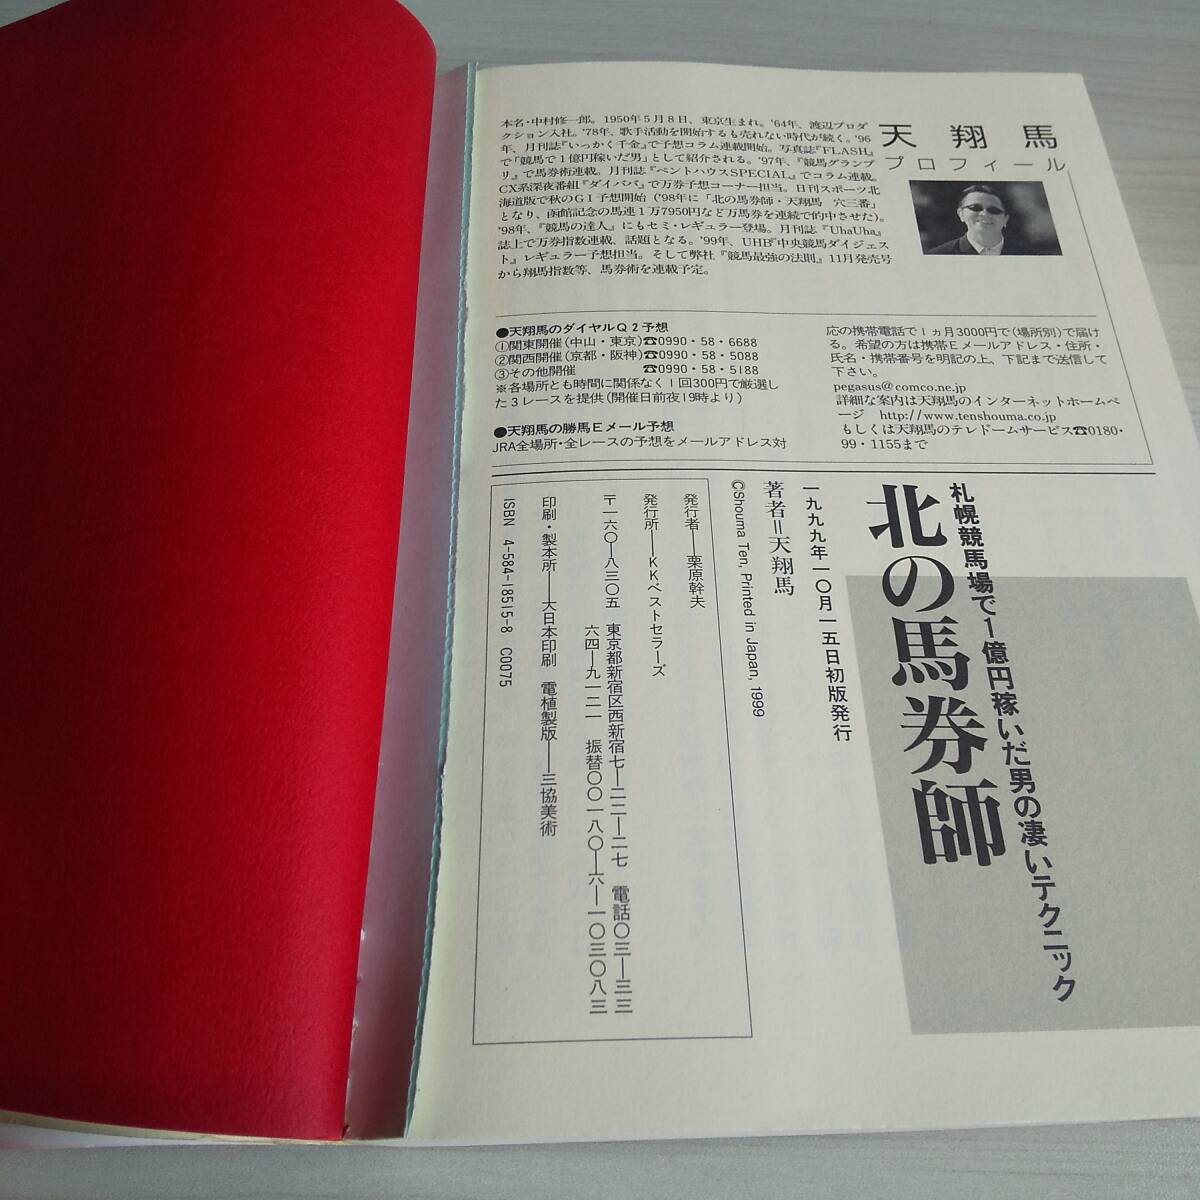 天翔馬
プロフィール
本名・中村修一郎。1950年5月8日、東京生まれ。'64年、渡辺プロダ
クション入社。'78年、歌手活動を開始するも売れない時代が続く。'96
年、月刊誌『いっかく千金』で予想コラム連載開始。写真誌『FLASH』
で「競馬で1億円稼いだ男」として紹介される。'97年、『競馬グランプ
リ』で馬券術連載。月刊誌『ペントハウスSPECIAL』でコラム連載。
CX系深夜番組『ダイババ』で万券予想コーナー担当。日刊スポーツ北
海道版で秋のGI予想開始（'98年に「北の馬券師・天翔馬　穴三番」
となり、函館記念の馬連1万7950円など万馬券を連続で的中させた）。
'98年、『競馬の達人』にもセミ・レギュラー登場。月刊誌『UhaUha』
誌上で万券指数連載、話題となる。'99年、UHB『中央競馬ダイジェス
ト』レギュラー予想担当。そして弊社『競馬最強の法則』11月発売号
から翔馬指数等、馬券術を連載予定。
●天翔馬のダイヤルQ2予想
①関東開催(中山・東京)☎0990・58・6688
②関西開催(京都・阪神)☎0990・58・5088
③その他開催　☎0990・58・5188
※各場所とも時間に関係なく1回300円で厳選し
た3レースを提供(開催日前夜19時より)
●天翔馬の勝馬Eメール予想
JRA全場所・全レースの予想をメールアドレス対
応の携帯電話で1ヵ月3000円で(場所別)で届け
る。希望の方は携帯Eメールアドレス・住所・
氏名・携帯番号を明記の上、下記まで送信して
下さい。
pegasus@comco.ne.jp
詳細な案内は天翔馬のインターネットホームペ
ージ　http://www.tenshouma.co.jp
もしくは天翔馬のテレドームサービス☎0180・
99・1155まで
札幌競馬場で1億円稼いだ男の凄いテクニック
北の馬券師
一九九九年一〇月一五日初版発行
著者＝天翔馬
©Shouma Ten, Printed in Japan, 1999
発行者──栗原幹夫
発行所──KKベストセラーズ
〒一六〇─八三〇五　東京都新宿区西新宿七─二二─二七　電話〇三─三三
六四─九一二一　振替〇〇一八〇─六─一〇三〇八三
印刷・製本所──大日本印刷　電植製版──三協美術
ISBN 4-584-18515-8 C0075